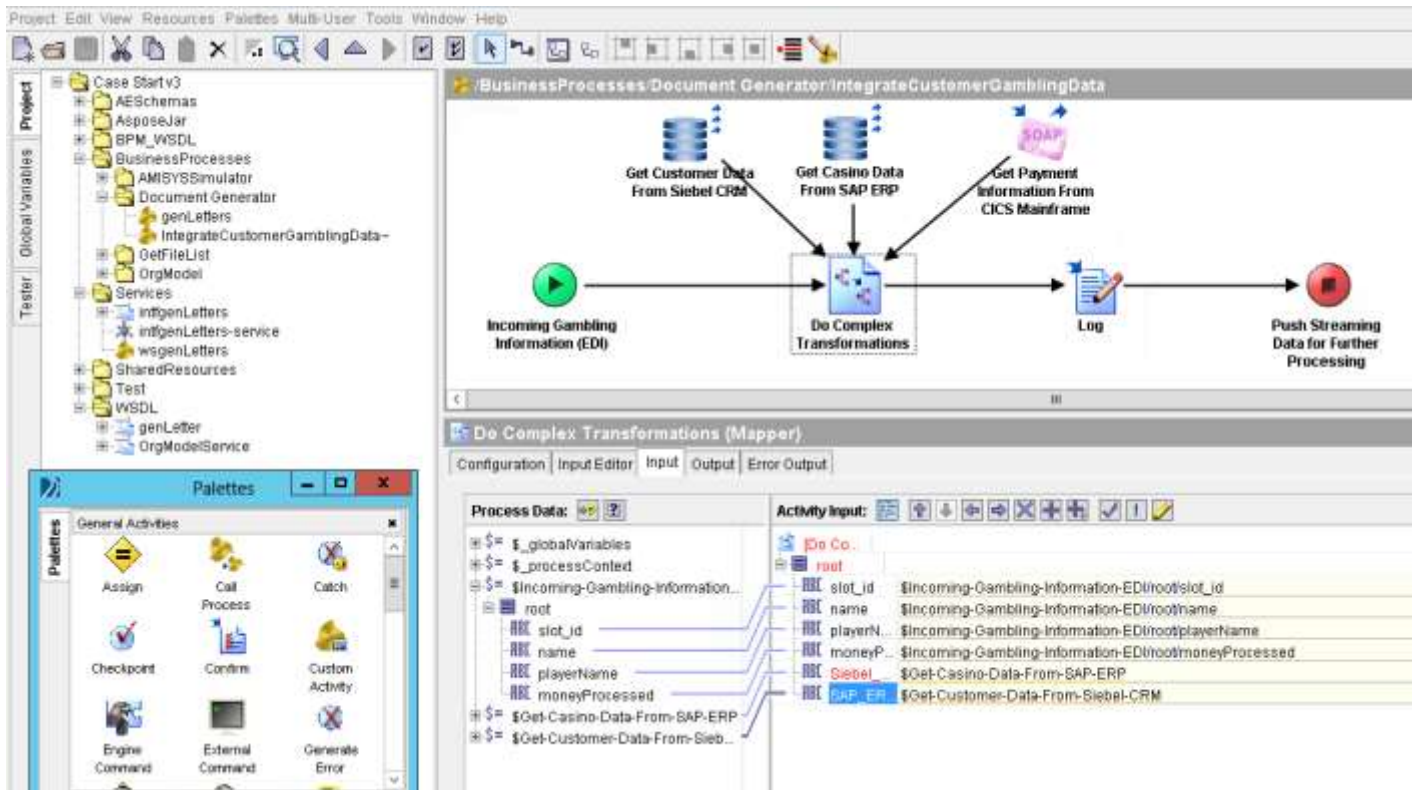 Project Edit View Resources Palettes Multi-User Tools Window Help
Project
Global Variables
Tester
Case Start v3
AESchemas
AsposeJar
BPM_WSDL
BusinessProcesses
AMISYSSimulator
Document Generator
genLetters
IntegrateCustomerGamblingData~
GetFileList
OrgModel
Services
intfgenLetters
intfgenLetters-service
wsgenLetters
SharedResources
Test
WSDL
genLetter
OrgModelService
/BusinessProcesses/Document Generator/IntegrateCustomerGamblingData
Get Customer Data
From Siebel CRM
Get Casino Data
From SAP ERP
SOAP
Get Payment
Information From
CICS Mainframe
Incoming Gambling
Information (EDI)
Do Complex
Transformations
Log
Push Streaming
Data for Further
Processing
Do Complex Transformations (Mapper)
Configuration Input Editor Input Output Error Output
Process Data:
$_globalVariables
$_processContext
$Incoming-Gambling-Information...
root
slot_id
name
playerName
moneyProcessed
$Get-Casino-Data-From-SAP-ERP
$Get-Customer-Data-From-Sieb...
Activity Input:
[Do Co...
root
slot_id $Incoming-Gambling-Information-EDI/root/slot_id
name $Incoming-Gambling-Information-EDI/root/name
playerN... $Incoming-Gambling-Information-EDI/root/playerName
moneyP... $Incoming-Gambling-Information-EDI/root/moneyProcessed
Siebel_... $Get-Casino-Data-From-SAP-ERP
SAP_ER... $Get-Customer-Data-From-Siebel-CRM
Palettes
Palettes
General Activities
Assign
Call
Process
Catch
Checkpoint
Confirm
Custom
Activity
Engine
Command
External
Command
Generate
Error